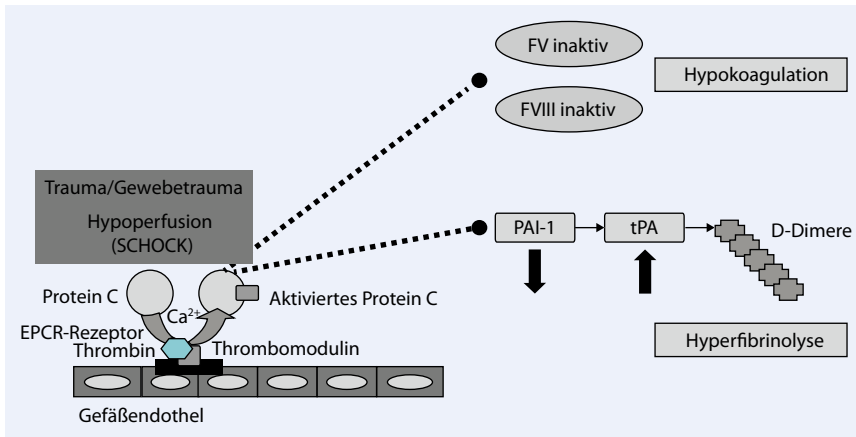 FV inaktiv
Hypokoagulation
FVIII inaktiv
Trauma/Gewebetrauma
Hypoperfusion
(SCHOCK)
PAI-1
tPA
D-Dimere
Protein C
Ca2+
Aktiviertes Protein C
EPCR-Rezeptor
Thrombin
Thrombomodulin
Hyperfibrinolyse
Gefäßendothel